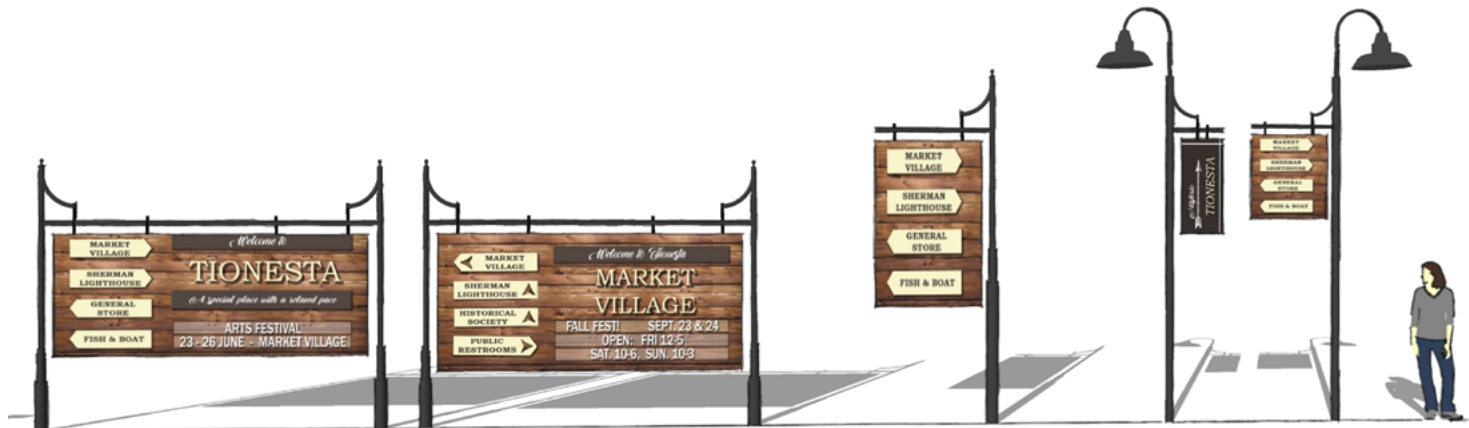 MARKET
VILLAGE
SHERMAN
LIGHTHOUSE
GENERAL
STORE
FISH & BOAT
Welcome to
TIONESTA
A special place with a relaxed pace
ARTS FESTIVAL
23 - 26 JUNE - MARKET VILLAGE
MARKET
VILLAGE
SHERMAN
LIGHTHOUSE
HISTORICAL
SOCIETY
PUBLIC
RESTROOMS
Welcome to Tionesta
MARKET
VILLAGE
FALL FEST! SEPT. 23 & 24
OPEN: FRI 12-5
SAT. 10-6, SUN. 10-3
MARKET
VILLAGE
SHERMAN
LIGHTHOUSE
GENERAL
STORE
FISH & BOAT
Historic
TIONESTA
MARKET
VILLAGE
SHERMAN
LIGHTHOUSE
GENERAL
STORE
FISH & BOAT